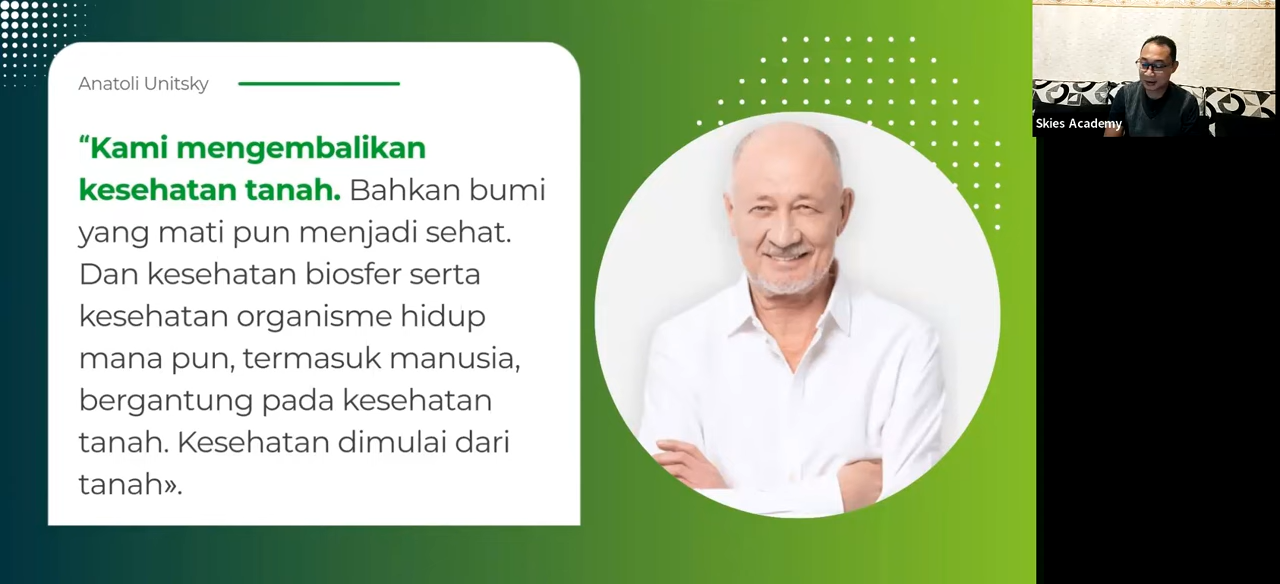 Anatoli Unitsky
“Kami mengembalikan
kesehatan tanah. Bahkan bumi
yang mati pun menjadi sehat.
Dan kesehatan biosfer serta
kesehatan organisme hidup
mana pun, termasuk manusia,
bergantung pada kesehatan
tanah. Kesehatan dimulai dari
tanah».
Skies Academy